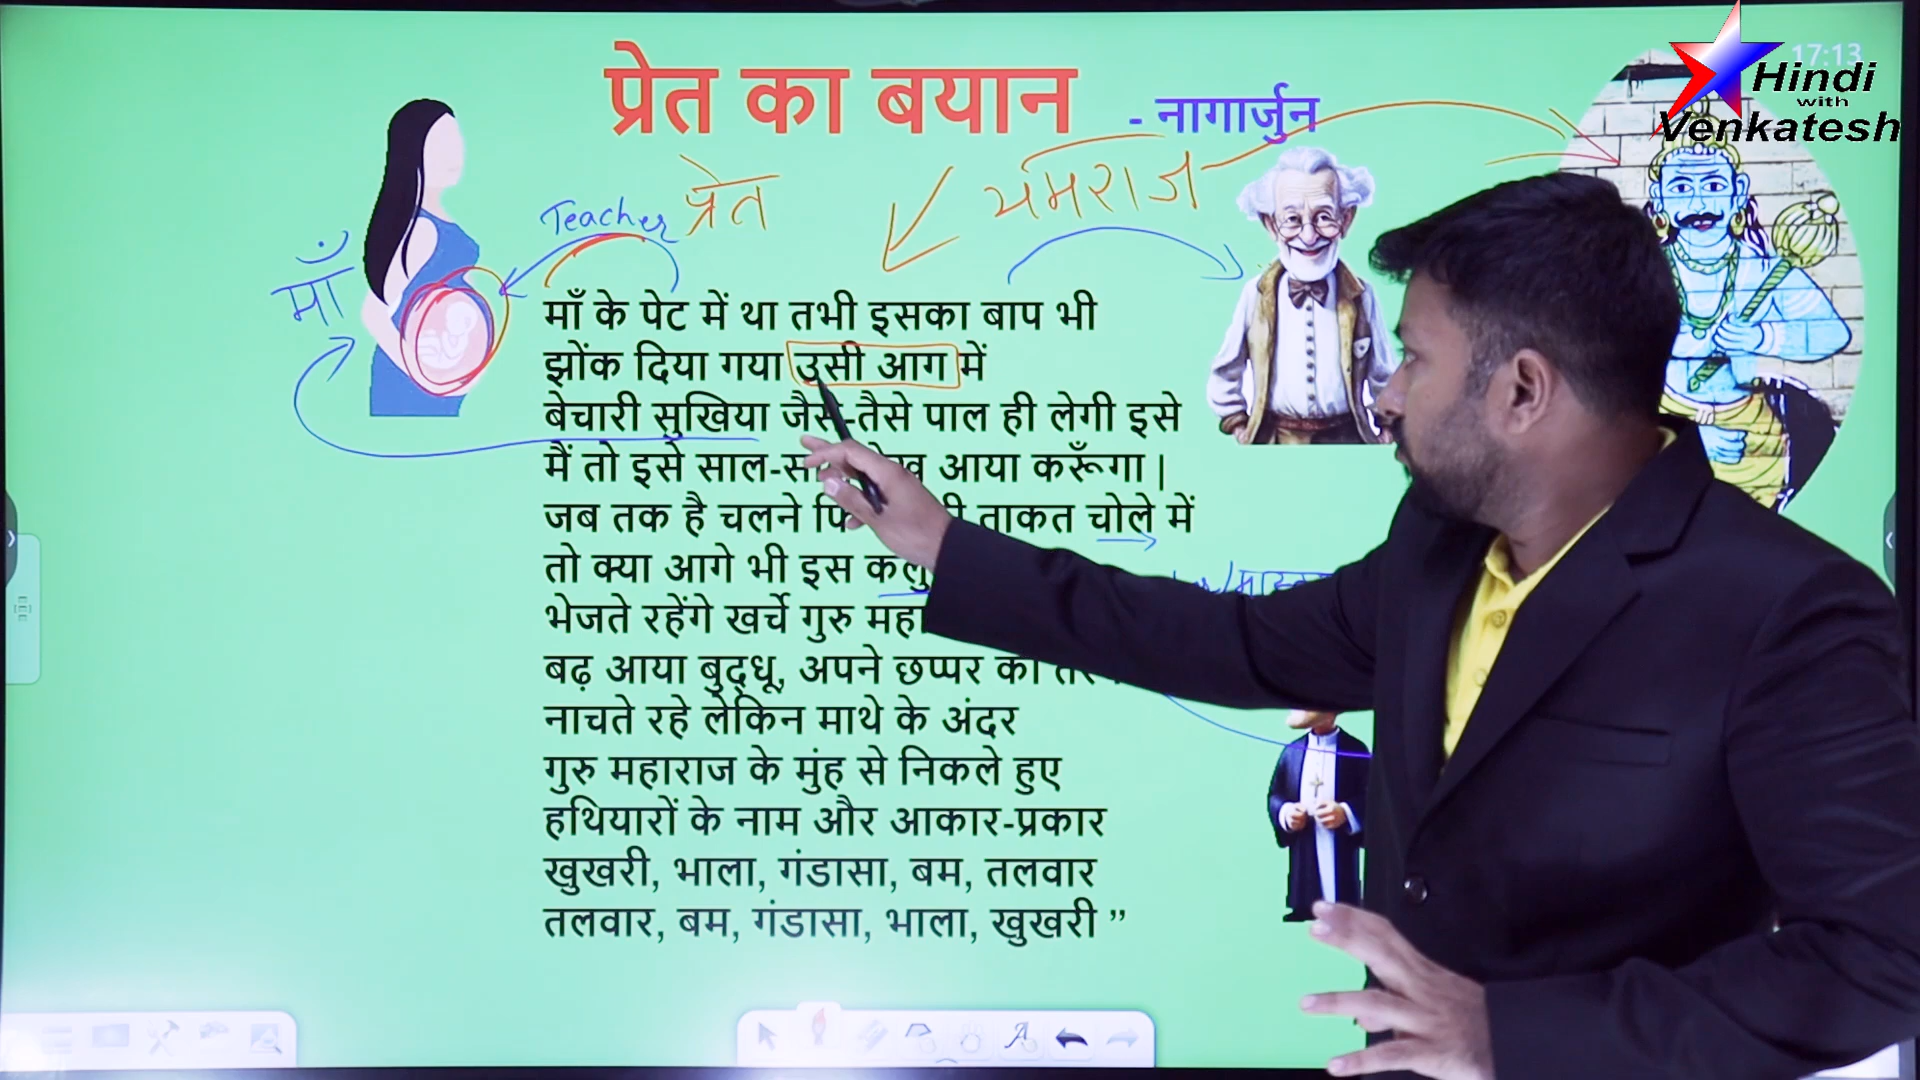 17:13
Hindi
with
Venkatesh
प्रेत का बयान - नागार्जुन
Teacher प्रेत यमराज
माँ
माँ के पेट में था तभी इसका बाप भी
झोंक दिया गया उसी आग में
बेचारी सुखिया जैसे-तैसे पाल ही लेगी इसे
मैं तो इसे साल-साल देख आया करूँगा |
जब तक है चलने ताकत चोले में
तो क्या आगे भी इस
भेजते रहेंगे खर्चे गुरु
बढ़ आया बुद्धू, अपने छप्पर की
नाचते रहे लेकिन माथे के अंदर
गुरु महाराज के मुंह से निकले हुए
हथियारों के नाम और आकार-प्रकार
खुखरी, भाला, गंडासा, बम, तलवार
तलवार, बम, गंडासा, भाला, खुखरी ”